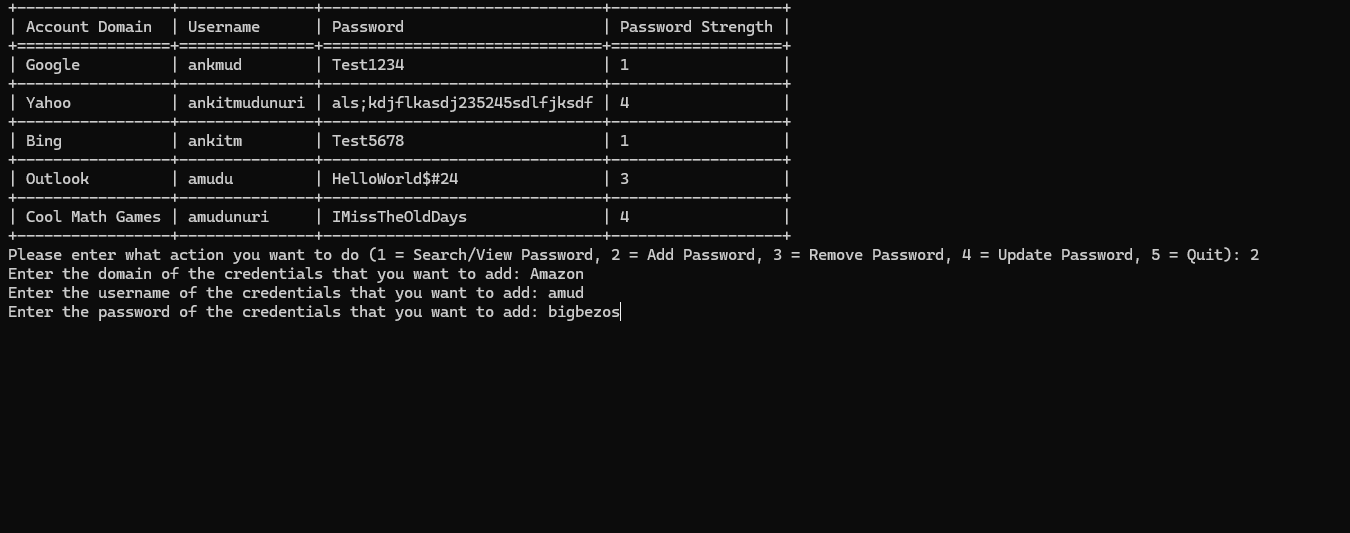 +-----------------+--------------+-------------------------------+-------------------+
| Account Domain  | Username     | Password                      | Password Strength |
+=================+==============+===============================+===================+
| Google          | ankmud       | Test1234                      | 1                 |
+-----------------+--------------+-------------------------------+-------------------+
| Yahoo           | ankitmudunuri | als;kdjflkasdj235245sdlfjksdf | 4                 |
+-----------------+--------------+-------------------------------+-------------------+
| Bing            | ankitm       | Test5678                      | 1                 |
+-----------------+--------------+-------------------------------+-------------------+
| Outlook         | amudu        | HelloWorld$#24                | 3                 |
+-----------------+--------------+-------------------------------+-------------------+
| Cool Math Games | amudunuri    | IMissTheOldDays               | 4                 |
+-----------------+--------------+-------------------------------+-------------------+
Please enter what action you want to do (1 = Search/View Password, 2 = Add Password, 3 = Remove Password, 4 = Update Password, 5 = Quit): 2
Enter the domain of the credentials that you want to add: Amazon
Enter the username of the credentials that you want to add: amud
Enter the password of the credentials that you want to add: bigbezos